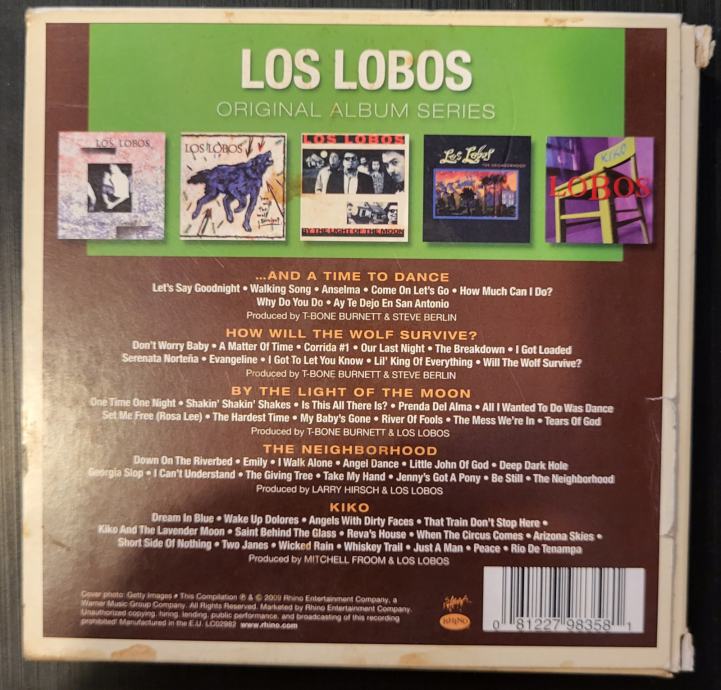 LOS LOBOS
ORIGINAL ALBUM SERIES
LOS LOBOS
LOS LOBOS
LOS LOBOS
BY THE LIGHT OF THE MOON
Los Lobos
THE NEIGHBORHOOD
KIKO
LOBOS
...AND A TIME TO DANCE
Let's Say Goodnight • Walking Song • Anselma • Come On Let's Go • How Much Can I Do?
Why Do You Do • Ay Te Dejo En San Antonio
Produced by T-BONE BURNETT & STEVE BERLIN
HOW WILL THE WOLF SURVIVE?
Don't Worry Baby • A Matter Of Time • Corrida #1 • Our Last Night • The Breakdown • I Got Loaded
Serenata Norteña • Evangeline • I Got To Let You Know • Lil' King Of Everything • Will The Wolf Survive?
Produced by T-BONE BURNETT & STEVE BERLIN
BY THE LIGHT OF THE MOON
One Time One Night • Shakin' Shakin' Shakes • Is This All There Is? • Prenda Del Alma • All I Wanted To Do Was Dance
Set Me Free (Rosa Lee) • The Hardest Time • My Baby's Gone • River Of Fools • The Mess We're In • Tears Of God
Produced by T-BONE BURNETT & LOS LOBOS
THE NEIGHBORHOOD
Down On The Riverbed • Emily • I Walk Alone • Angel Dance • Little John Of God • Deep Dark Hole
Georgia Slop • I Can't Understand • The Giving Tree • Take My Hand • Jenny's Got A Pony • Be Still • The Neighborhood
Produced by LARRY HIRSCH & LOS LOBOS
KIKO
Dream In Blue • Wake Up Dolores • Angels With Dirty Faces • That Train Don't Stop Here •
Kiko And The Lavender Moon • Saint Behind The Glass • Reva's House • When The Circus Comes • Arizona Skies •
Short Side Of Nothing • Two Janes • Wicked Rain • Whiskey Trail • Just A Man • Peace • Rio De Tenampa
Produced by MITCHELL FROOM & LOS LOBOS
Cover photo: Getty Images • This Compilation ℗ & © 2009 Rhino Entertainment Company, a
Warner Music Group Company. All Rights Reserved. Marketed by Rhino Entertainment Company.
Unauthorized copying, hiring, lending, public performance, and broadcasting of this recording
prohibited! Manufactured in the E.U. LC02982 www.rhino.com
RHINO
0 81227 98358 1